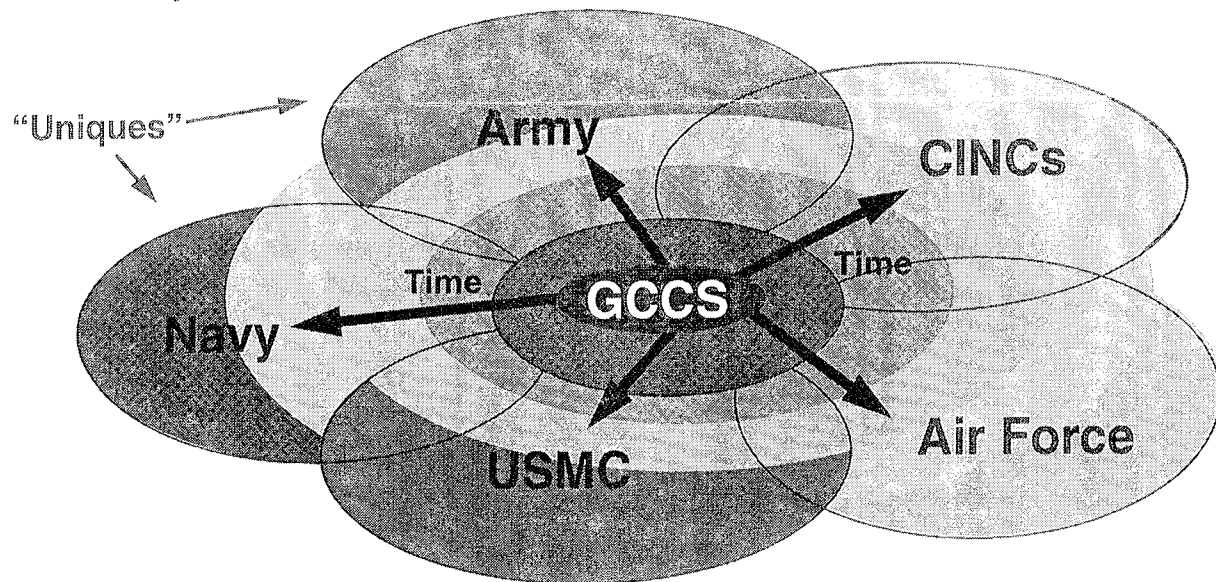 “Uniques”
Army
CINCs
Time
Time
GCCS
Navy
Air Force
USMC